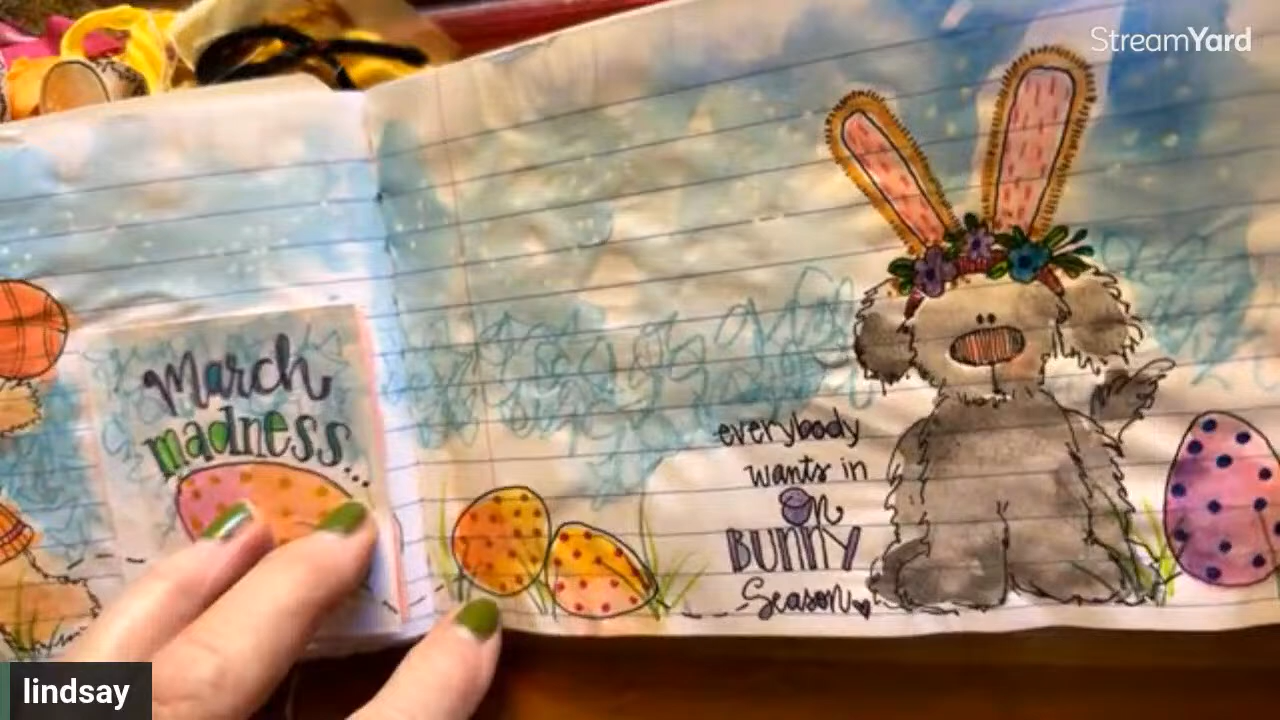 StreamYard
March
madness...
everybody
wants in
on
BUNNY
Season
lindsay